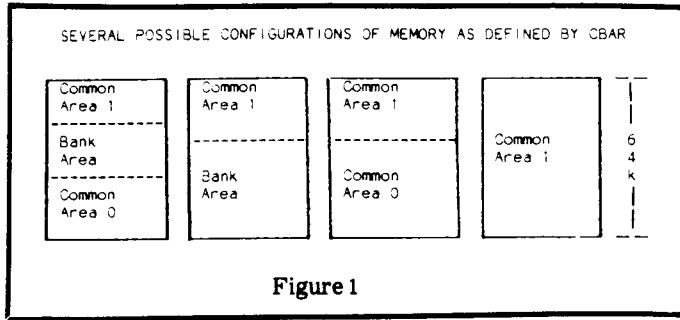 SEVERAL POSSIBLE CONFIGURATIONS OF MEMORY AS DEFINED BY CBAR
Common
Area 1
Bank
Area
Common
Area 0
Common
Area 1
Bank
Area
Common
Area 1
Common
Area 0
Common
Area 1
6
4
k
Figure 1